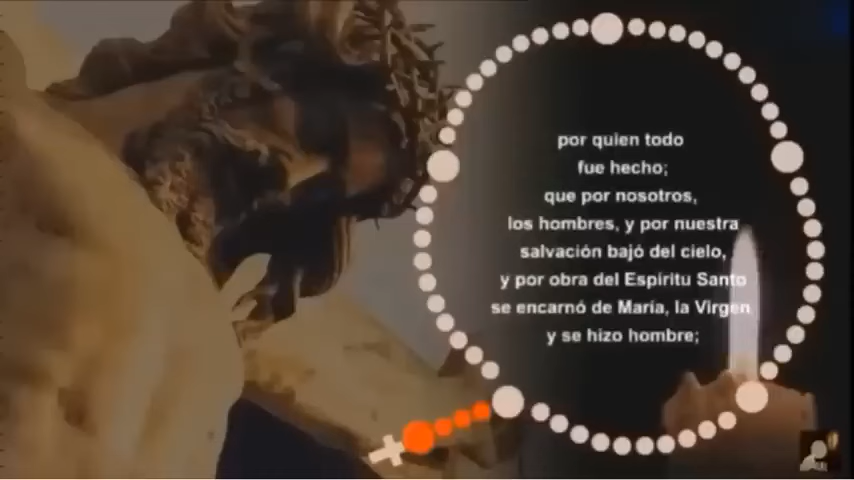 por quien todo
fue hecho;
que por nosotros,
los hombres, y por nuestra
salvación bajó del cielo,
y por obra del Espíritu Santo
se encarnó de María, la Virgen
y se hizo hombre;